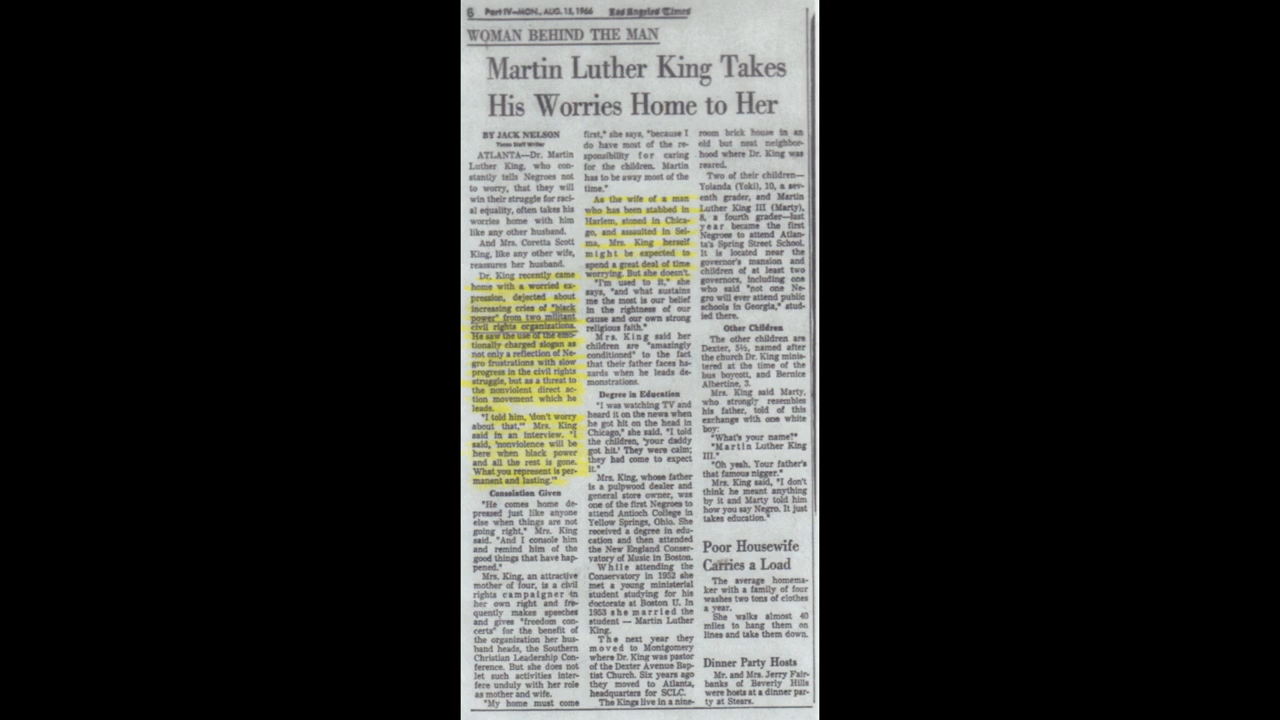 6 Part IV—MON., AUG. 15, 1966 Los Angeles Times
WOMAN BEHIND THE MAN
Martin Luther King Takes
His Worries Home to Her
BY JACK NELSON
Times Staff Writer
ATLANTA—Dr. Martin
Luther King, who con-
stantly tells Negroes not
to worry, that they will
win their struggle for raci-
al equality, often takes his
worries home with him
like any other husband.
And Mrs. Coretta Scott
King, like any other wife,
reassures her husband.
Dr. King recently came
home with a worried ex-
pression, dejected about
increasing cries of "black
power" from two militant
civil rights organizations.
He saw the use of the emo-
tionally charged slogan as
not only a reflection of Ne-
gro frustrations with slow
progress in the civil rights
struggle, but as a threat to
the nonviolent direct ac-
tion movement which he
leads.
"I told him, 'don't worry
about that,'" Mrs. King
said in an interview. "I
said, 'nonviolence will be
here when black power
and all the rest is gone.
What you represent is per-
manent and lasting.'"
Consolation Given
"He comes home de-
pressed just like anyone
else when things are not
going right," Mrs. King
said. "And I console him
and remind him of the
good things that have hap-
pened."
Mrs. King, an attractive
mother of four, is a civil
rights campaigner in
her own right and fre-
quently makes speeches
and gives "freedom con-
certs" for the benefit of
the organization her hus-
band heads, the Southern
Christian Leadership Con-
ference. But she does not
let such activities inter-
fere unduly with her role
as mother and wife.
"My home must come
first," she says, "because I
do have most of the re-
sponsibility for caring
for the children. Martin
has to be away most of the
time."
As the wife of a man
who has been stabbed in
Harlem, stoned in Chica-
go, and assaulted in Sel-
ma, Mrs. King herself
might be expected to
spend a great deal of time
worrying. But she doesn't.
"I'm used to it," she
says, "and what sustains
me the most is our belief
in the rightness of our
cause and our own strong
religious faith."
Mrs. King said her
children are "amazingly
conditioned" to the fact
that their father faces ha-
zards when he leads de-
monstrations.
Degree in Education
"I was watching TV and
heard it on the news when
he got hit on the head in
Chicago," she said. "I told
the children, 'your daddy
got hit.' They were calm;
they had come to expect
it."
Mrs. King, whose father
is a pulpwood dealer and
general store owner, was
one of the first Negroes to
attend Antioch College in
Yellow Springs, Ohio. She
received a degree in edu-
cation and then attended
the New England Conser-
vatory of Music in Boston.
While attending the
Conservatory in 1952 she
met a young ministerial
student studying for his
doctorate at Boston U. In
1953 she married the
student — Martin Luther
King.
The next year they
moved to Montgomery
where Dr. King was pastor
of the Dexter Avenue Bap-
tist Church. Six years ago
they moved to Atlanta,
headquarters for SCLC.
The Kings live in a nine-
room brick house in an
old but neat neighbor-
hood where Dr. King was
reared.
Two of their children—
Yolanda (Yoki), 10, a sev-
enth grader, and Martin
Luther King III (Marty),
8, a fourth grader—last
year became the first
Negroes to attend Atlan-
ta's Spring Street School.
It is located near the
governor's mansion and
children of at least two
governors, including one
who said "not one Ne-
gro will ever attend public
schools in Georgia," stud-
ied there.
Other Children
The other children are
Dexter, 5½, named after
the church Dr. King minis-
tered at the time of the
bus boycott, and Bernice
Albertine, 3.
Mrs. King said Marty,
who strongly resembles
his father, told of this
exchange with one white
boy:
"What's your name?"
"Martin Luther King
III."
"Oh yeah. Your father's
that famous nigger."
Mrs. King said, "I don't
think he meant anything
by it and Marty told him
how you say Negro. It just
takes education."
Poor Housewife
Carries a Load
The average homema-
ker with a family of four
washes two tons of clothes
a year.
She walks almost 40
miles to hang them on
lines and take them down.
Dinner Party Hosts
Mr. and Mrs. Jerry Fair-
banks of Beverly Hills
were hosts at a dinner par-
ty at Stears.